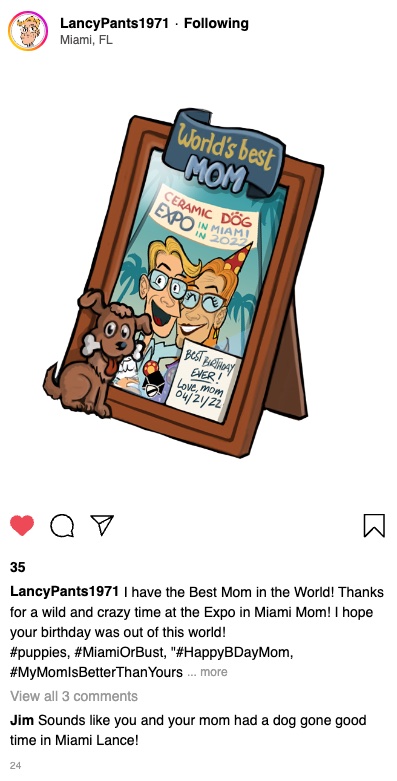 LancyPants1971 · Following
Miami, FL
World's best
MOM
CERAMIC DÖG
EXPO IN MIAMI
IN 2022
BEST BIRTHDAY
EVER!
Love, mom
04/21/22
35
LancyPants1971 I have the Best Mom in the World! Thanks
for a wild and crazy time at the Expo in Miami Mom! I hope
your birthday was out of this world!
#puppies, #MiamiOrBust, "#HappyBDayMom,
#MyMomIsBetterThanYours ... more
View all 3 comments
Jim Sounds like you and your mom had a dog gone good
time in Miami Lance!
24